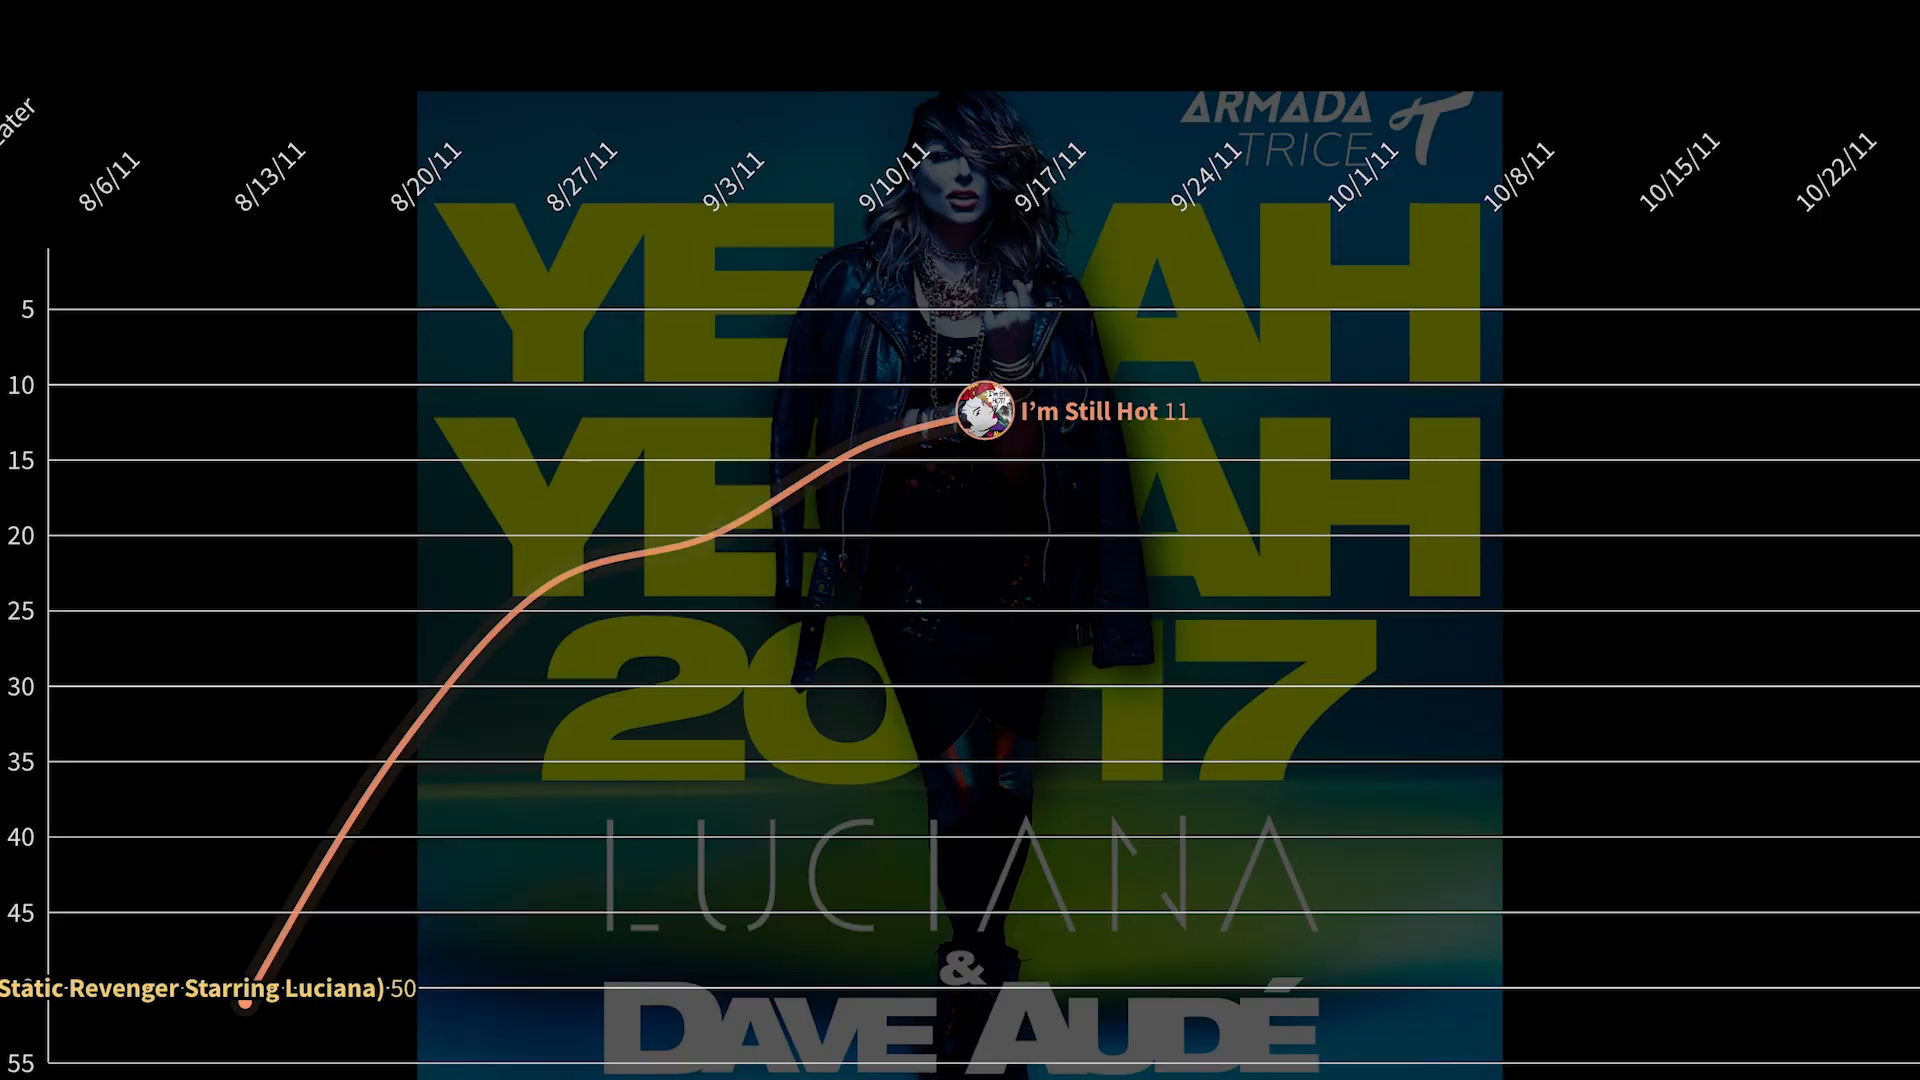 ater
8/6/11
8/13/11
8/20/11
8/27/11
9/3/11
9/10/11
9/17/11
9/24/11
10/1/11
10/8/11
10/15/11
10/22/11
ARMADA
TRICE
YEAH
YEAH
2017
LUCIANA
&
DAVE AUDÉ
5
10
15
20
25
30
35
40
45
55
I'm Still Hot 11
Static Revenger Starring Luciana) 50